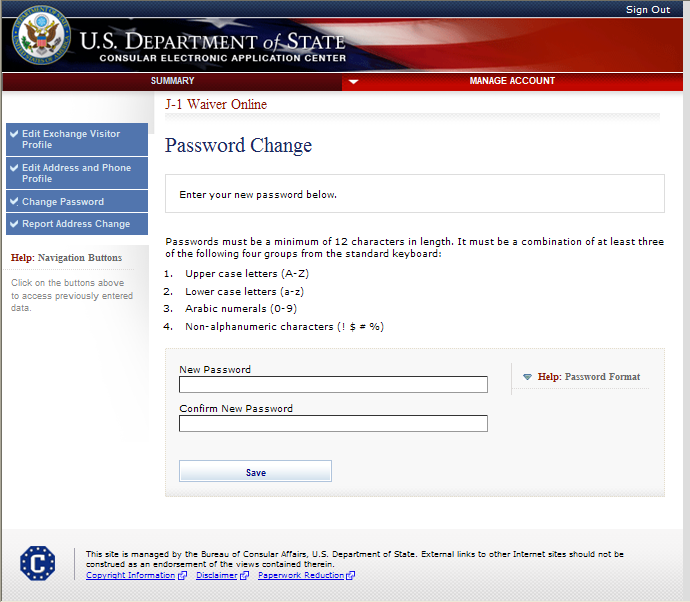 Sign Out
U.S. DEPARTMENT of STATE
CONSULAR ELECTRONIC APPLICATION CENTER
SUMMARY
MANAGE ACCOUNT
J-1 Waiver Online
Edit Exchange Visitor
Profile
Edit Address and Phone
Profile
Change Password
Report Address Change
Help: Navigation Buttons
Click on the buttons above
to access previously entered
data.
Password Change
Enter your new password below.
Passwords must be a minimum of 12 characters in length. It must be a combination of at least three
of the following four groups from the standard keyboard:
1. Upper case letters (A-Z)
2. Lower case letters (a-z)
3. Arabic numerals (0-9)
4. Non-alphanumeric characters (! $ # %)
New Password
Help: Password Format
Confirm New Password
Save
C
This site is managed by the Bureau of Consular Affairs, U.S. Department of State. External links to other Internet sites should not be
construed as an endorsement of the views contained therein.
Copyright Information Disclaimer Paperwork Reduction